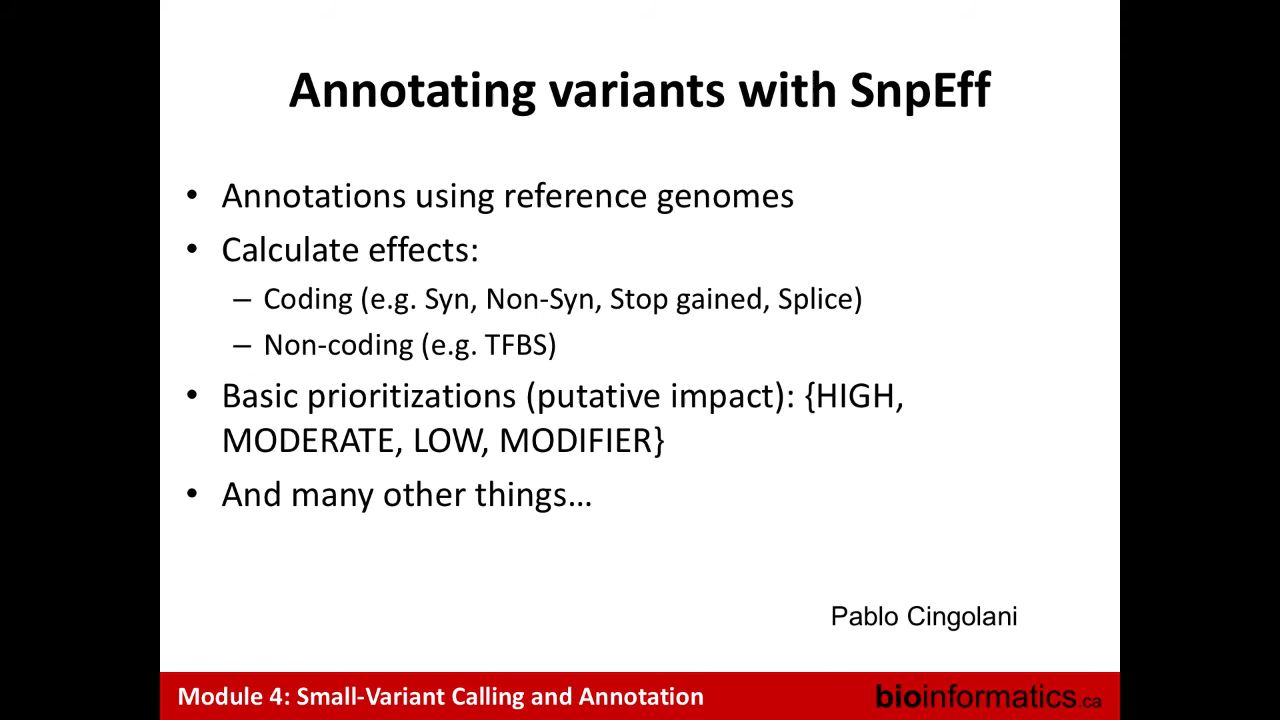 Annotating variants with SnpEff
• Annotations using reference genomes
• Calculate effects:
– Coding (e.g. Syn, Non-Syn, Stop gained, Splice)
– Non-coding (e.g. TFBS)
• Basic prioritizations (putative impact): {HIGH,
MODERATE, LOW, MODIFIER}
• And many other things…
Pablo Cingolani
Module 4: Small-Variant Calling and Annotation
bioinformatics.ca